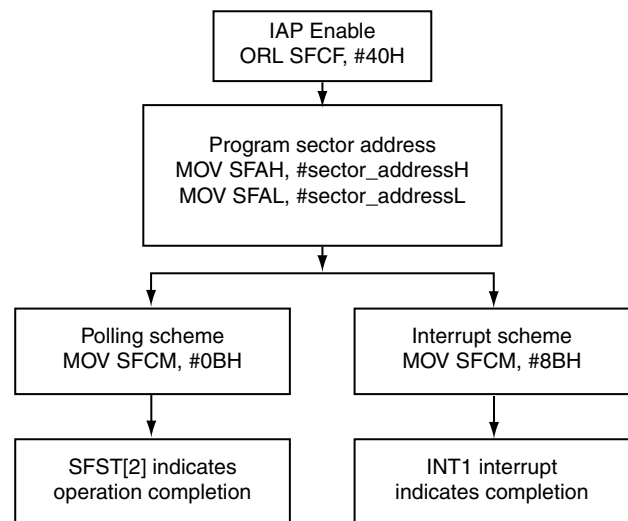 IAP Enable
ORL SFCF, #40H
Program sector address
MOV SFAH, #sector_addressH
MOV SFAL, #sector_addressL
Polling scheme
MOV SFCM, #0BH
Interrupt scheme
MOV SFCM, #8BH
SFST[2] indicates
operation completion
INT1 interrupt
indicates completion